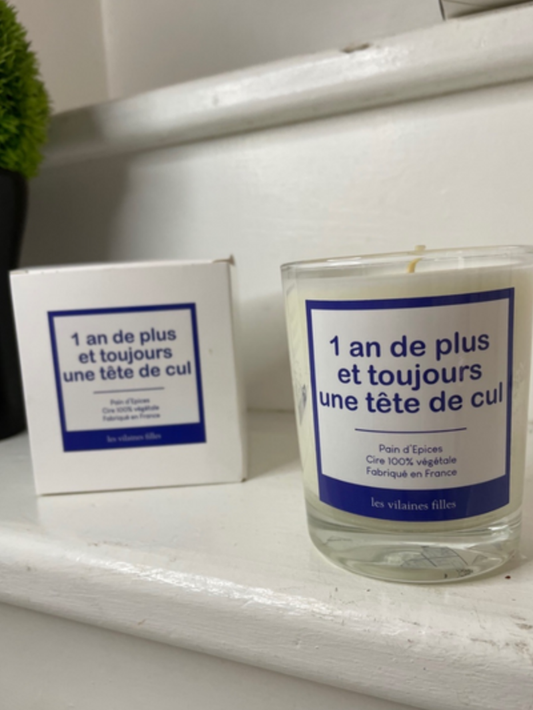 1 an de plus
et toujours
une tête de cul
Pain d'Epices
Cire 100% végétale
Fabriqué en France
les vilaines filles
1 an de plus
et toujours
une tête de cul
Pain d'Epices
Cire 100% végétale
Fabriqué en France
les vilaines filles